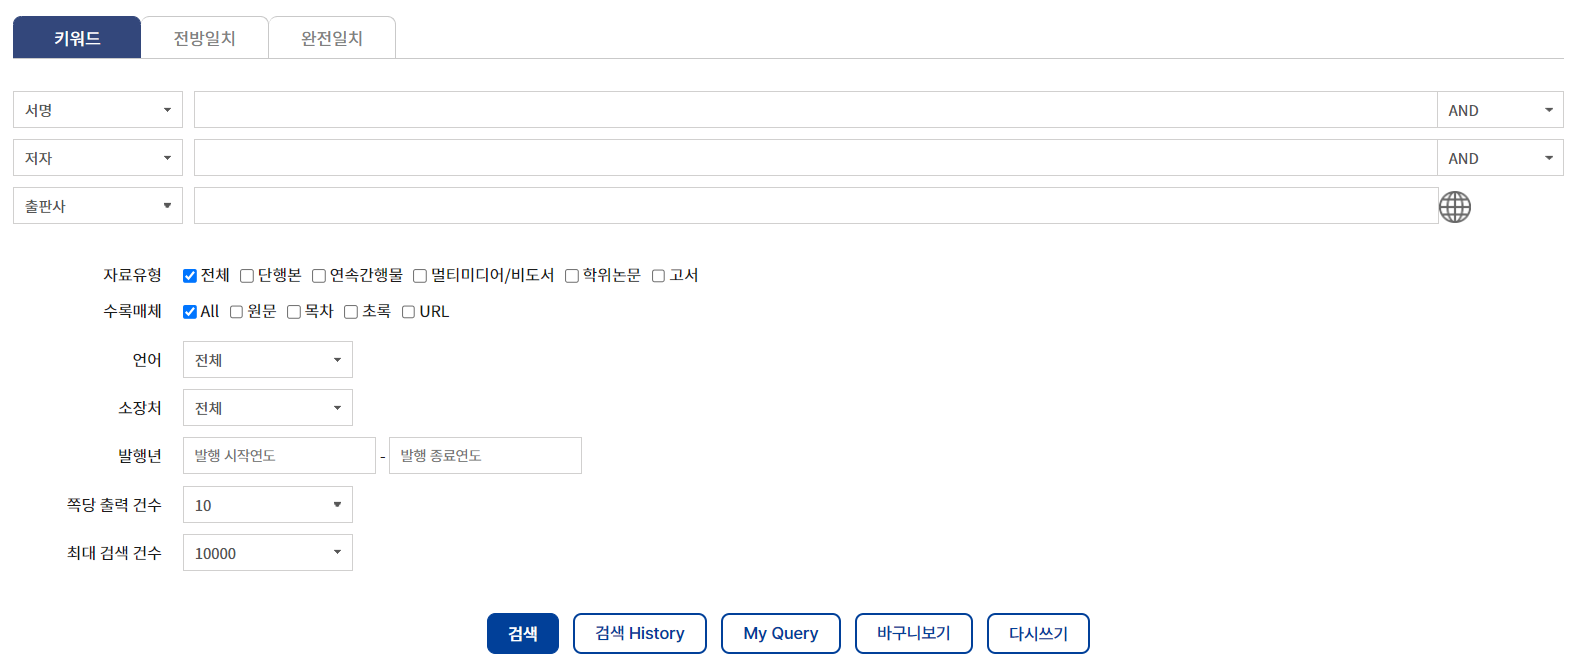 키워드 전방일치 완전일치
서명 AND
저자 AND
출판사
자료유형 전체 단행본 연속간행물 멀티미디어/비도서 학위논문 고서
수록매체 All 원문 목차 초록 URL
언어 전체
소장처 전체
발행년 발행 시작연도 - 발행 종료연도
쪽당 출력 건수 10
최대 검색 건수 10000
검색 검색 History My Query 바구니보기 다시쓰기